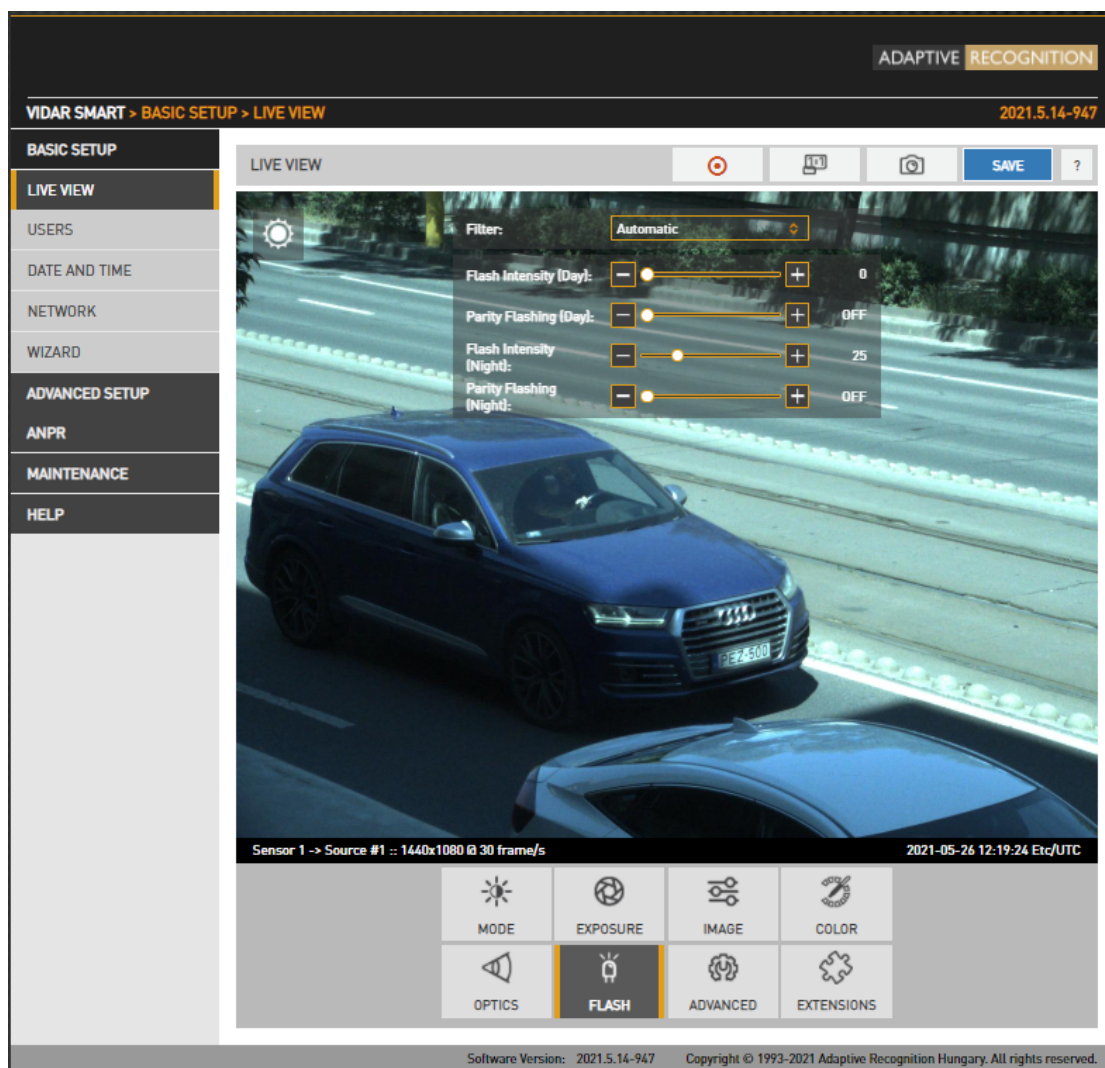 ADAPTIVE RECOGNITION
VIDAR SMART > BASIC SETUP > LIVE VIEW 2021.5.14-947
BASIC SETUP
LIVE VIEW
USERS
DATE AND TIME
NETWORK
WIZARD
ADVANCED SETUP
ANPR
MAINTENANCE
HELP
LIVE VIEW 1:1 SAVE ?
Filter: Automatic
Flash Intensity (Day): 0
Parity Flashing (Day): OFF
Flash Intensity (Night): 25
Parity Flashing (Night): OFF
PEZ-500
Sensor 1 -> Source #1 :: 1440x1080 @ 30 frame/s 2021-05-26 12:19:24 Etc/UTC
MODE EXPOSURE IMAGE COLOR
OPTICS FLASH ADVANCED EXTENSIONS
Software Version: 2021.5.14-947 Copyright © 1993-2021 Adaptive Recognition Hungary. All rights reserved.